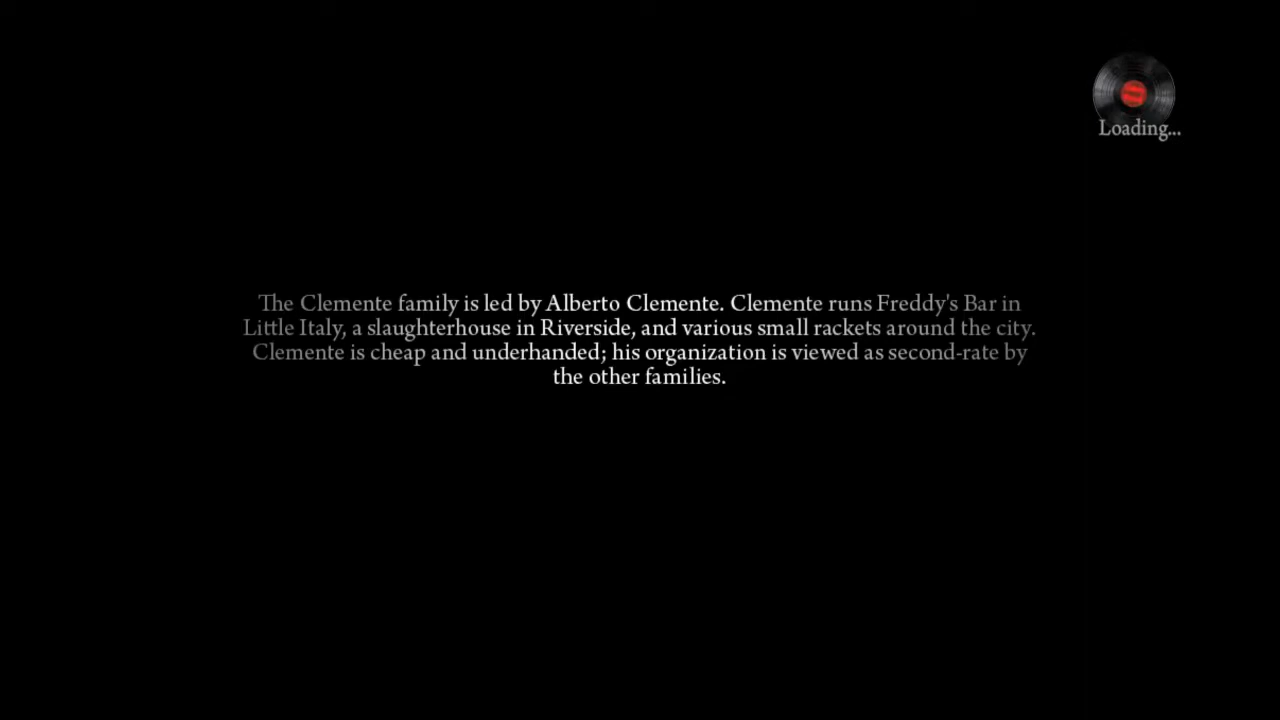 Loading...
The Clemente family is led by Alberto Clemente. Clemente runs Freddy's Bar in
Little Italy, a slaughterhouse in Riverside, and various small rackets around the city.
Clemente is cheap and underhanded; his organization is viewed as second-rate by
the other families.